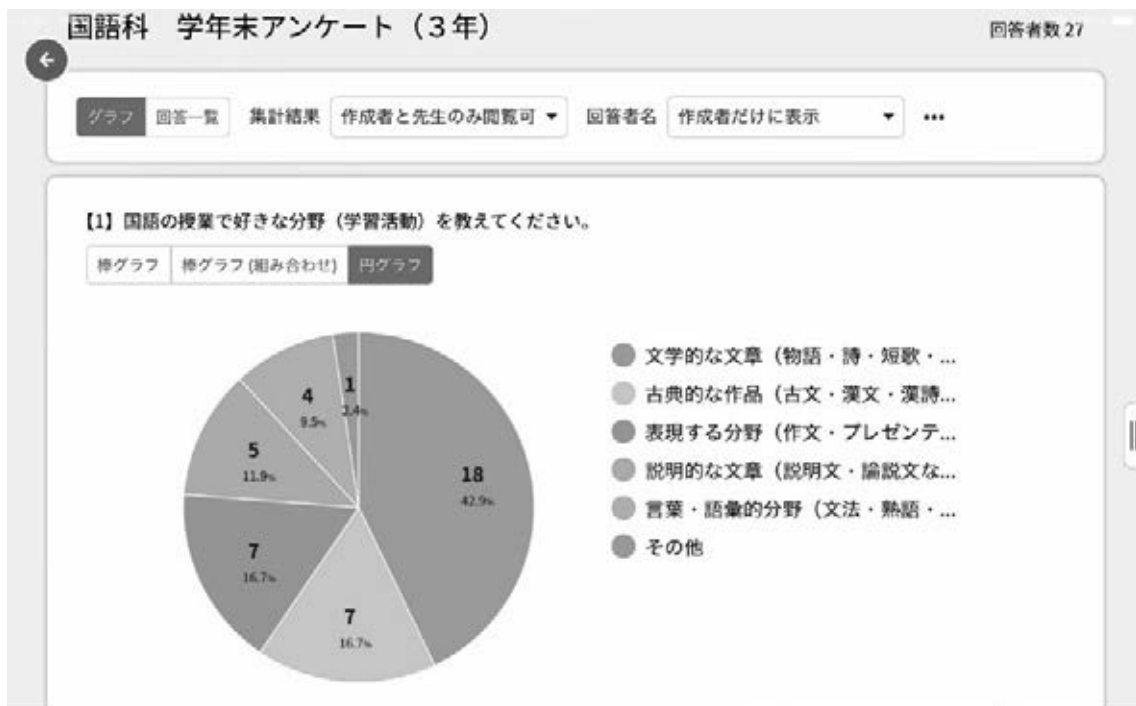 国語科　学年末アンケート（３年）
回答者数 27
グラフ 回答一覧 集計結果 作成者と先生のみ閲覧可 回答者名 作成者だけに表示 •••
【1】国語の授業で好きな分野（学習活動）を教えてください。
棒グラフ 棒グラフ(組み合わせ) 円グラフ
18
42.9%
7
16.7%
7
16.7%
5
11.9%
4
9.5%
1
2.4%
文学的な文章（物語・詩・短歌・...
古典的な作品（古文・漢文・漢詩...
表現する分野（作文・プレゼンテ...
説明的な文章（説明文・論説文な...
言葉・語彙的分野（文法・熟語・...
その他